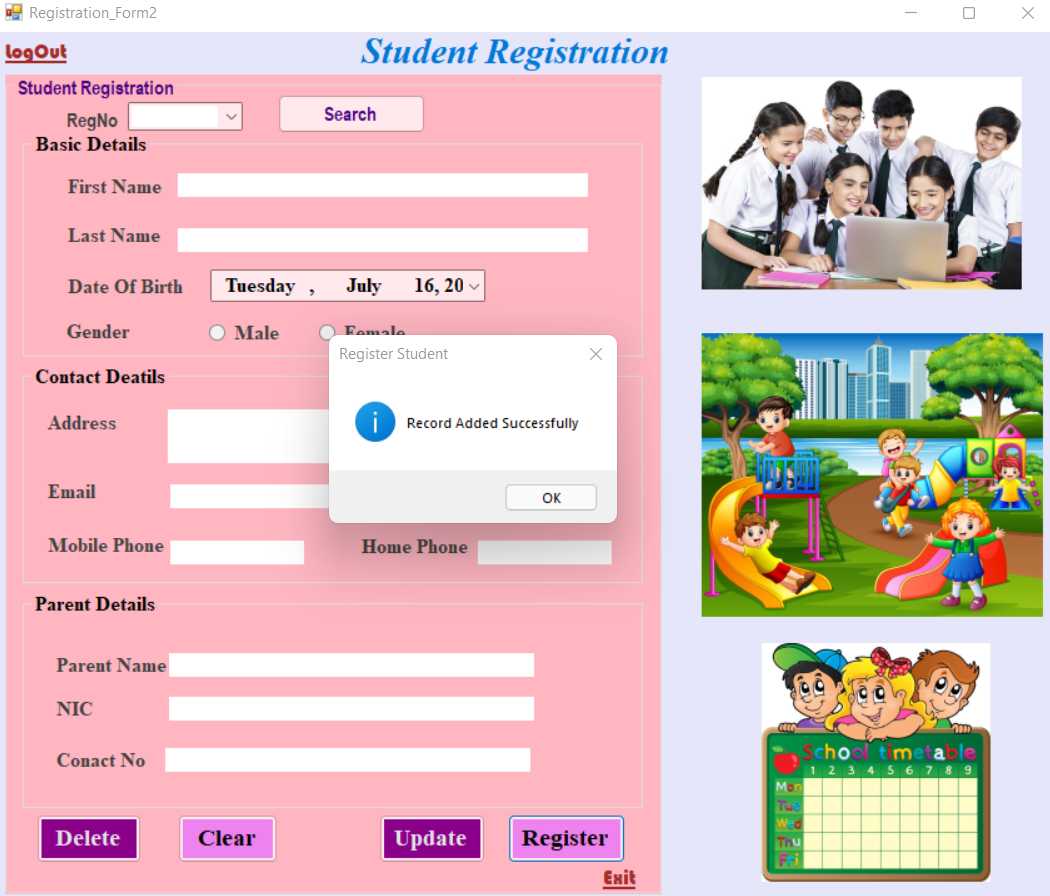 Registration_Form2
LogOut
Student Registration
Student Registration
RegNo
Search
Basic Details
First Name
Last Name
Date Of Birth
Tuesday , July 16, 20
Gender
Male
Female
Register Student
Record Added Successfully
OK
Contact Deatils
Address
Email
Mobile Phone
Home Phone
Parent Details
Parent Name
NIC
Conact No
Delete
Clear
Update
Register
Exit
School timetable
1 2 3 4 5 6 7 8 9
Mon
Tue
Wed
Thu
Fri